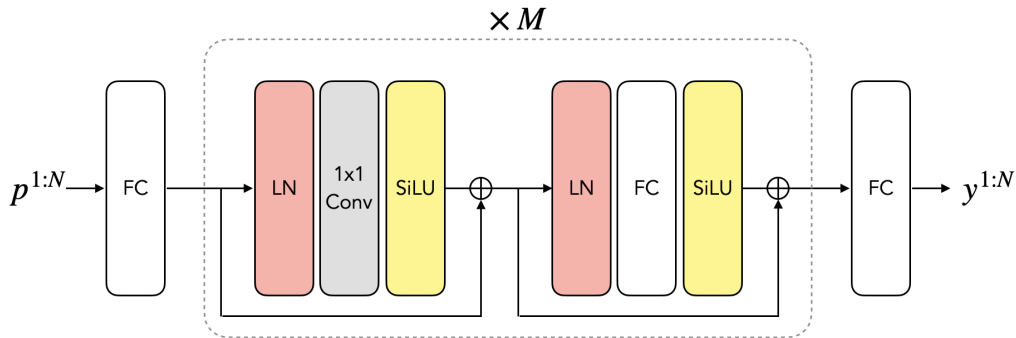 × M
p^{1:N}
FC
LN
1x1
Conv
SiLU
LN
FC
SiLU
FC
y^{1:N}